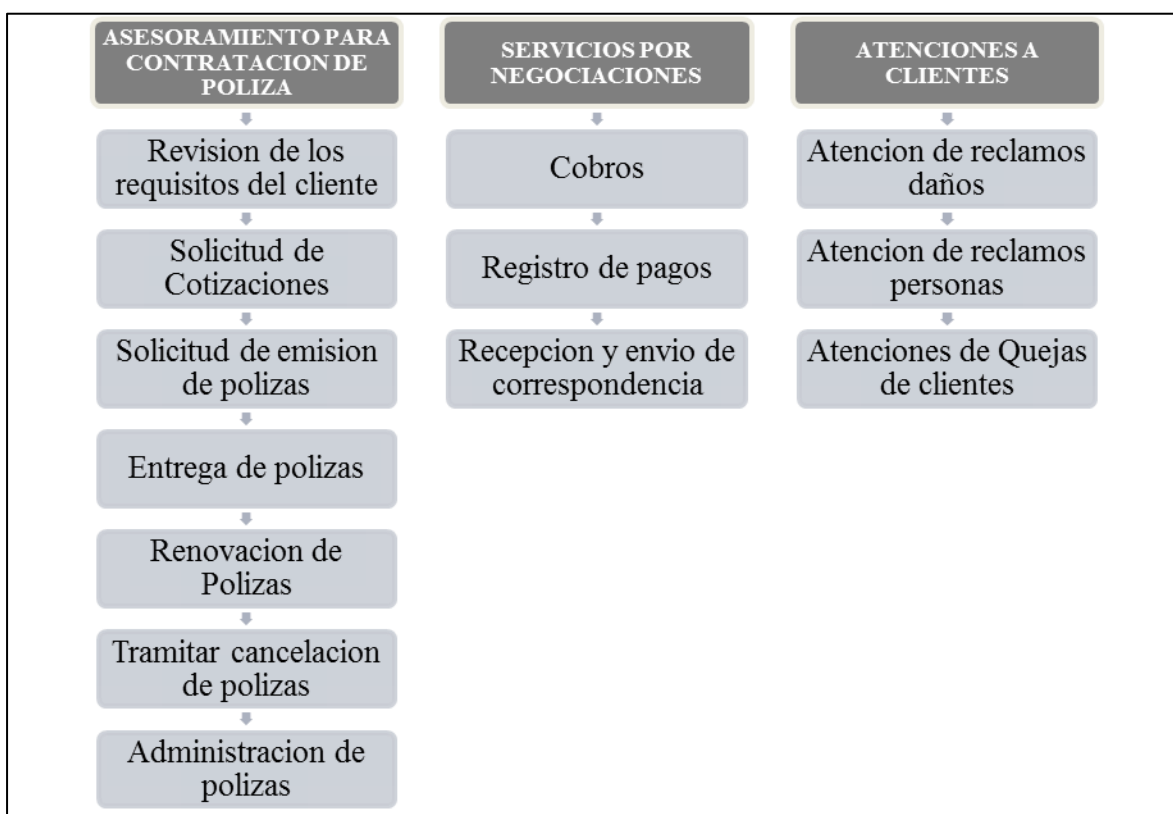 ASESORAMIENTO PARA
CONTRATACION DE
POLIZA
Revision de los
requisitos del cliente
Solicitud de
Cotizaciones
Solicitud de emision
de polizas
Entrega de polizas
Renovacion de
Polizas
Tramitar cancelacion
de polizas
Administracion de
polizas
SERVICIOS POR
NEGOCIACIONES
Cobros
Registro de pagos
Recepcion y envio de
correspondencia
ATENCIONES A
CLIENTES
Atencion de reclamos
daños
Atencion de reclamos
personas
Atenciones de Quejas
de clientes